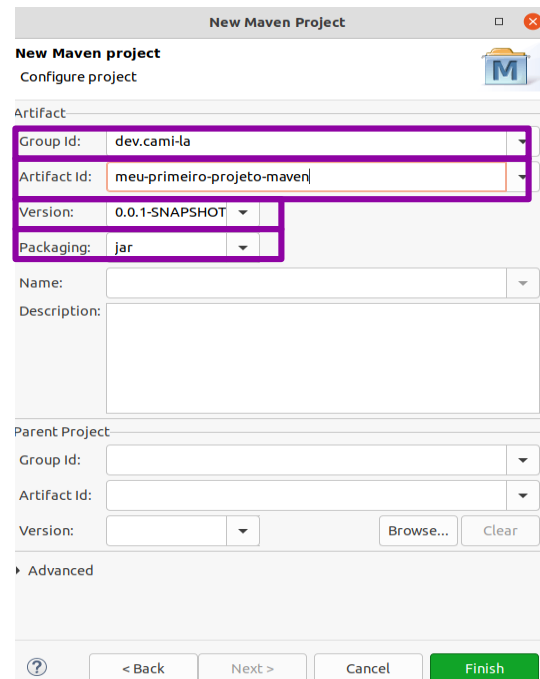 New Maven Project
New Maven project
Configure project
M
Artifact
Group Id: dev.cami-la
Artifact Id: meu-primeiro-projeto-maven
Version: 0.0.1-SNAPSHOT
Packaging: jar
Name:
Description:
Parent Project
Group Id:
Artifact Id:
Version: Browse... Clear
Advanced
? < Back Next > Cancel Finish